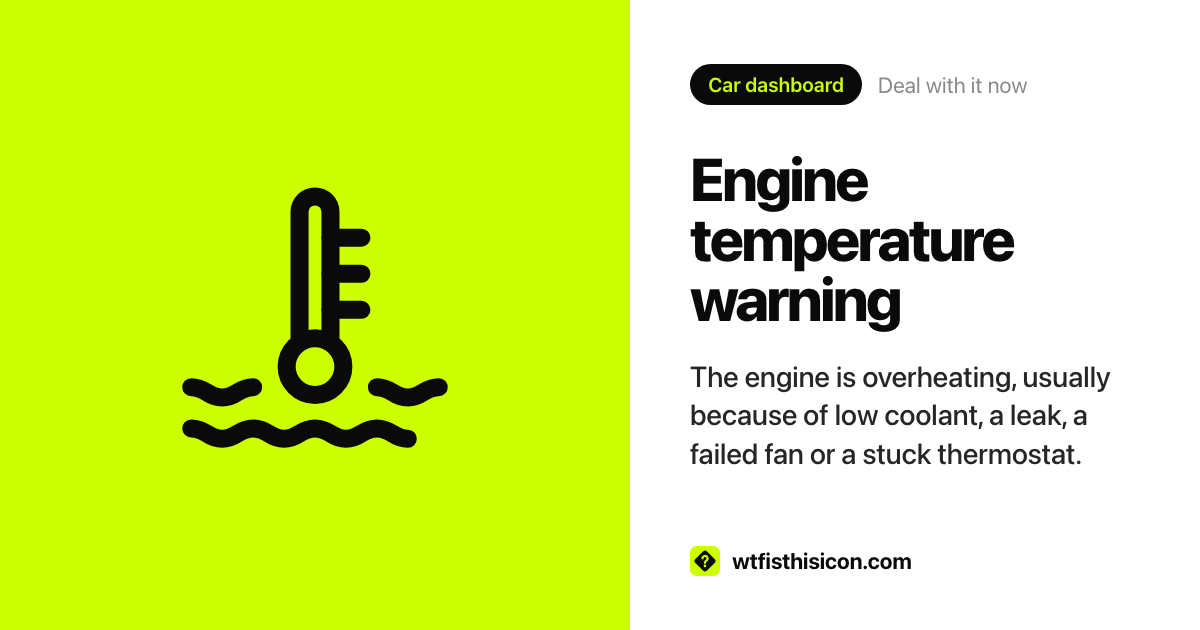 Car dashboard
Deal with it now
Engine
temperature
warning
The engine is overheating, usually
because of low coolant, a leak, a
failed fan or a stuck thermostat.
?
wtfisthisicon.com